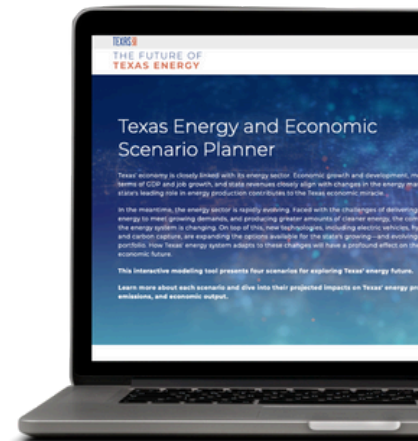 TEXAS
THE FUTURE OF
TEXAS ENERGY
Texas Energy and Economic
Scenario Planner
Texas' economy is closely linked with its energy sector. Economic growth and development,
terms of GDP and job growth, and state revenues closely align with changes in the energy
state's leading role in energy production contributes to the Texas economic miracle.
In the meantime, the energy sector is rapidly evolving. Faced with the challenges of delivering
energy to meet growing demands, and producing greater amounts of cleaner energy, the
the energy system is changing. On top of this, new technologies, including electric vehicles,
and carbon capture, are expanding the options available for the state's growing—and evolving
portfolio. How Texas' energy system adapts to these changes will have a profound effect on
economic future.
This interactive modeling tool presents four scenarios for exploring Texas' energy future.
Learn more about each scenario and dive into their projected impacts on Texas' energy
emissions, and economic output.